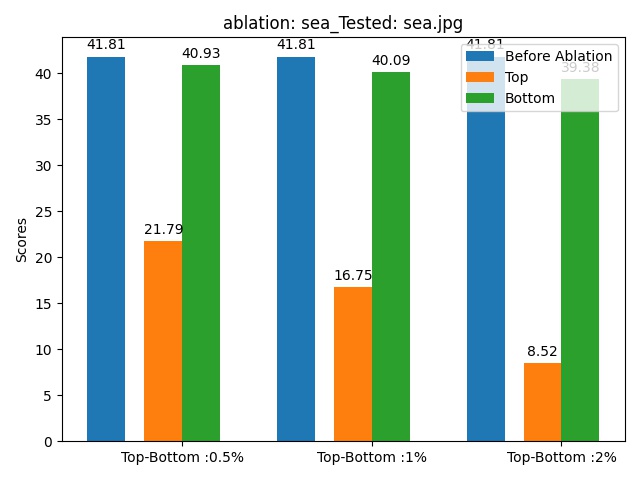 ablation: sea_Tested: sea.jpg
41.81
40.93
41.81
40.09
41.81
39.38
Before Ablation
Top
Bottom
21.79
16.75
8.52
Scores
40
35
30
25
20
15
10
5
0
Top-Bottom :0.5%
Top-Bottom :1%
Top-Bottom :2%